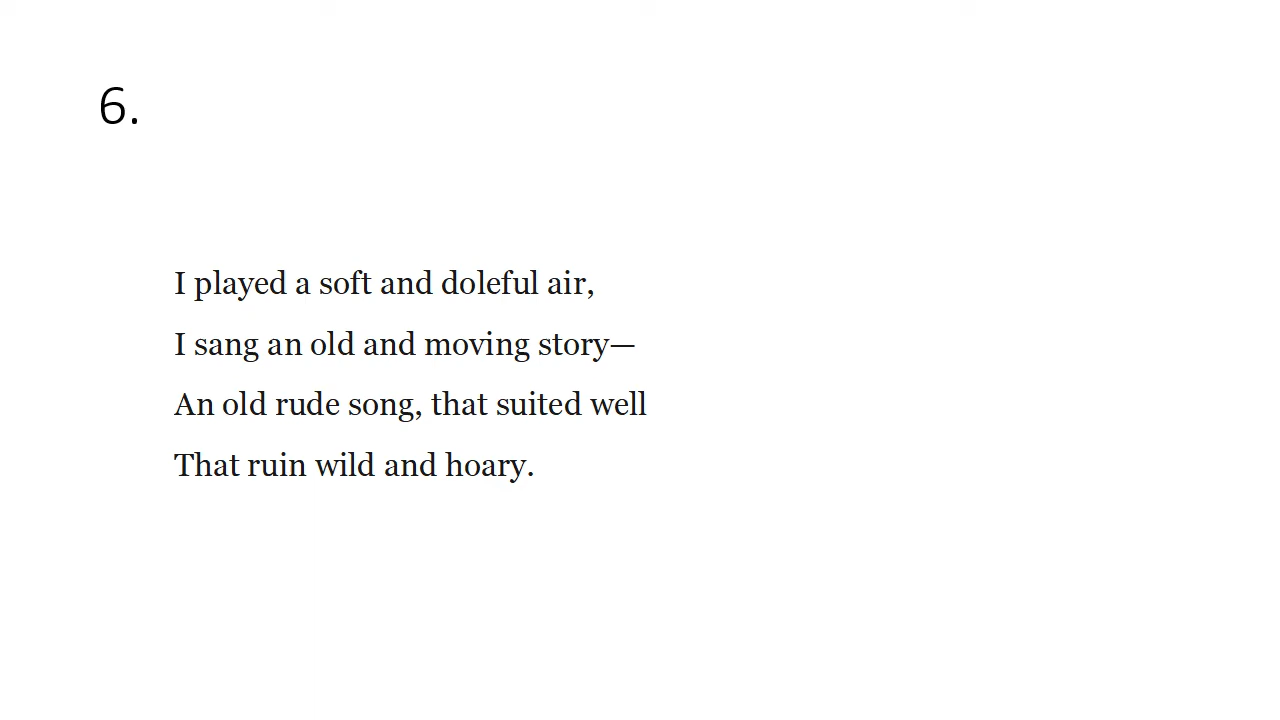 6.
I played a soft and doleful air,
I sang an old and moving story—
An old rude song, that suited well
That ruin wild and hoary.